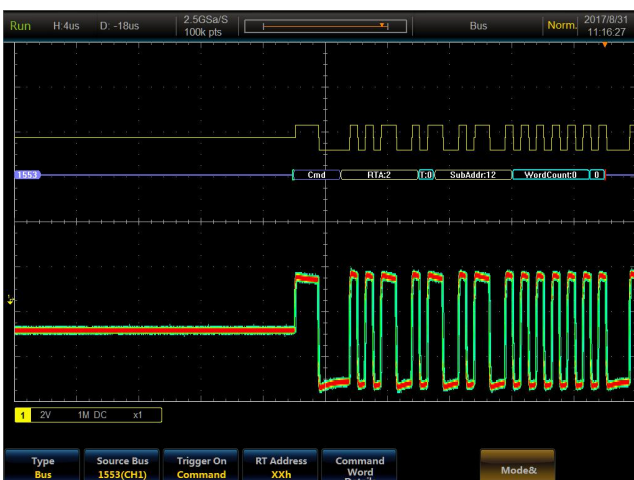 Run H:4us D: -18us 2.5GSa/S 100k pts Bus Norm. 2017/8/31 11:16:27
1553 Cmd RTA:2 T:0 SubAddr:12 WordCount:0 0
1 2V 1M DC x1
Type Bus
Source Bus 1553(CH1)
Trigger On Command
RT Address XXh
Command Word
Mode&